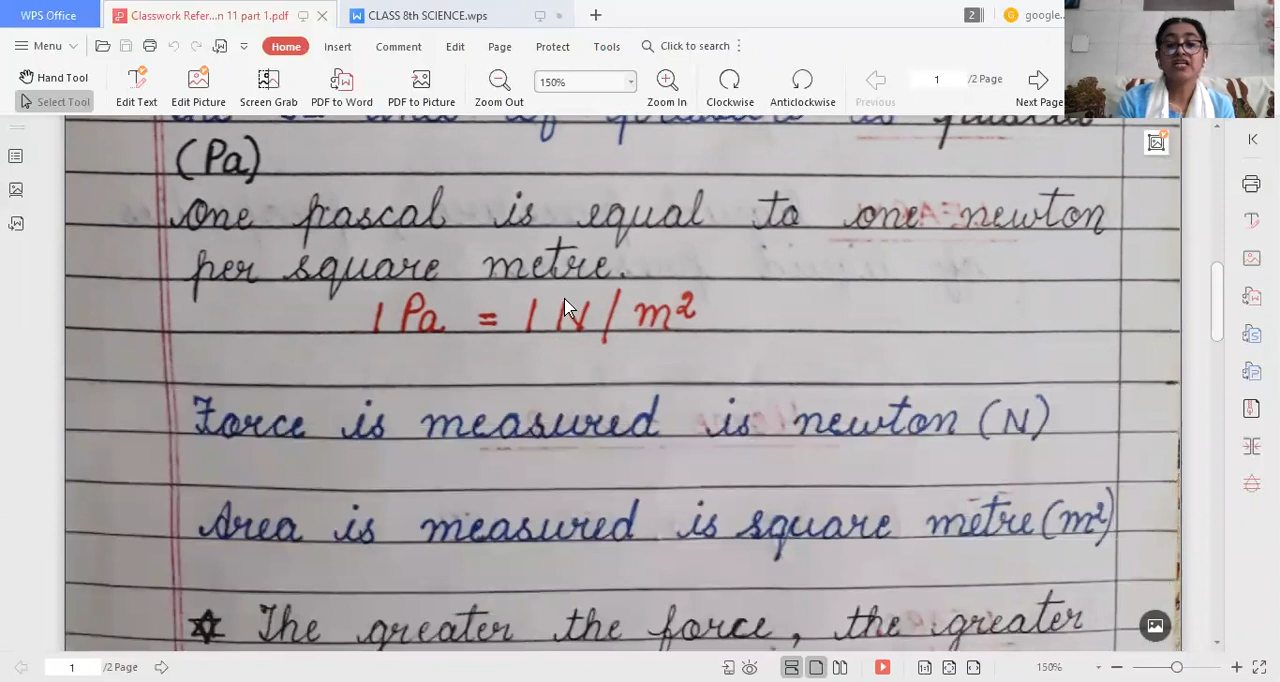 WPS Office
Classwork Refer...n 11 part 1.pdf
CLASS 8th SCIENCE.wps
2
google...
Menu
Home
Insert
Comment
Edit
Page
Protect
Tools
Click to search
Hand Tool
Select Tool
Edit Text
Edit Picture
Screen Grab
PDF to Word
PDF to Picture
Zoom Out
150%
Zoom In
Clockwise
Anticlockwise
Previous
1
/2 Page
Next Page
(Pa)
One pascal is equal to one newton
per square metre.
1 Pa = 1 N/m²
Force is measured is newton (N)
Area is measured is square metre (m²)
The greater the force, the greater
1
/2 Page
150%